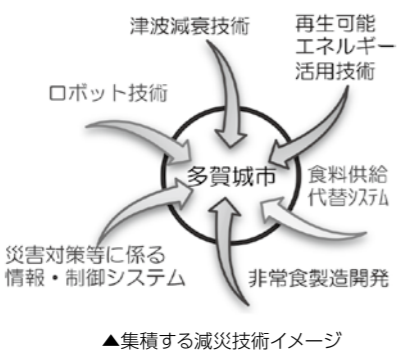 津波減衰技術
再生可能
エネルギー
活用技術
ロボット技術
多賀城市
食料供給
代替システム
災害対策等に係る
情報・制御システム
非常食製造開発
▲集積する減災技術イメージ